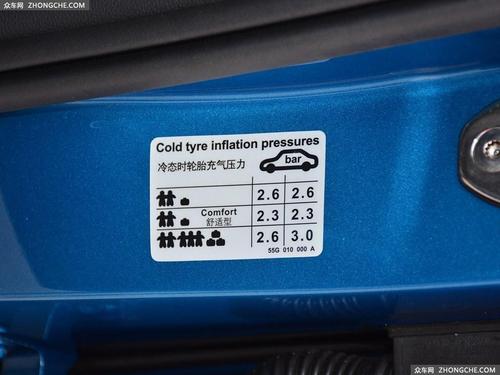 众车网 ZHONGCHE.COM
Cold tyre inflation pressures
冷态时轮胎充气压力
bar
2.6 2.6
Comfort
舒适型
2.3 2.3
2.6 3.0
55G 010 000 A
众车网 ZHONGCHE.COM